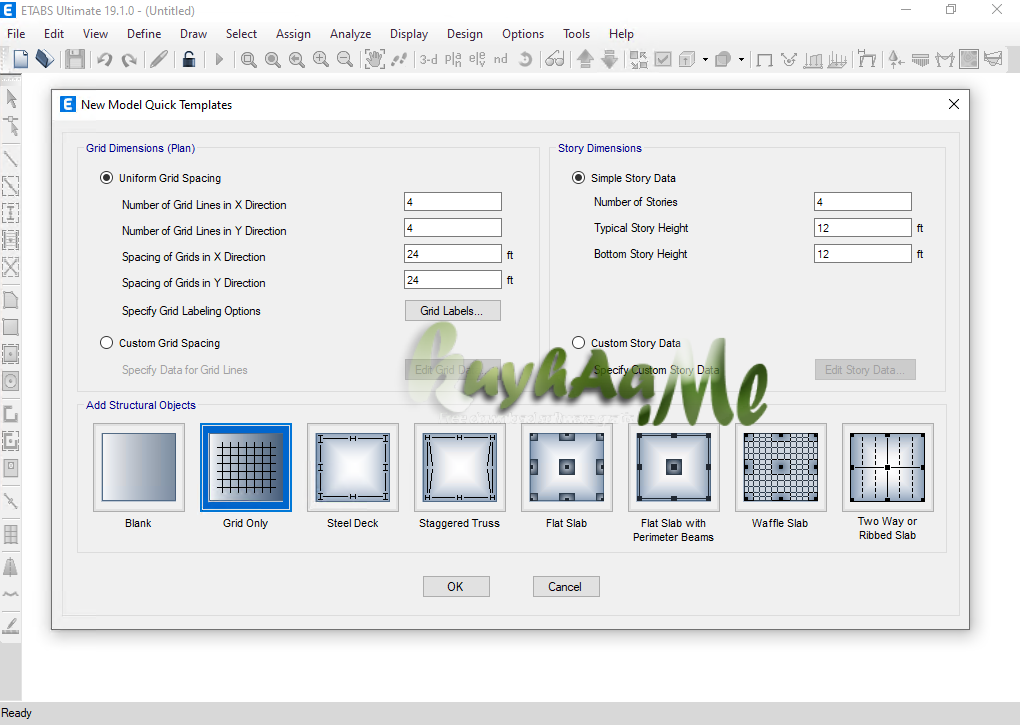 E ETABS Ultimate 19.1.0 - (Untitled)
File Edit View Define Draw Select Assign Analyze Display Design Options Tools Help
3-d pla̲n ele̲v nd
E New Model Quick Templates
Grid Dimensions (Plan)
Uniform Grid Spacing
Number of Grid Lines in X Direction 4
Number of Grid Lines in Y Direction 4
Spacing of Grids in X Direction 24 ft
Spacing of Grids in Y Direction 24 ft
Specify Grid Labeling Options Grid Labels...
Custom Grid Spacing
Specify Data for Grid Lines Edit Grid
Story Dimensions
Simple Story Data
Number of Stories 4
Typical Story Height 12 ft
Bottom Story Height 12 ft
Custom Story Data
Specify Custom Story Data Edit Story Data...
kuyhAa.Me
Add Structural Objects
Blank
Grid Only
Steel Deck
Staggered Truss
Flat Slab
Flat Slab with
Perimeter Beams
Waffle Slab
Two Way or
Ribbed Slab
OK Cancel
Ready